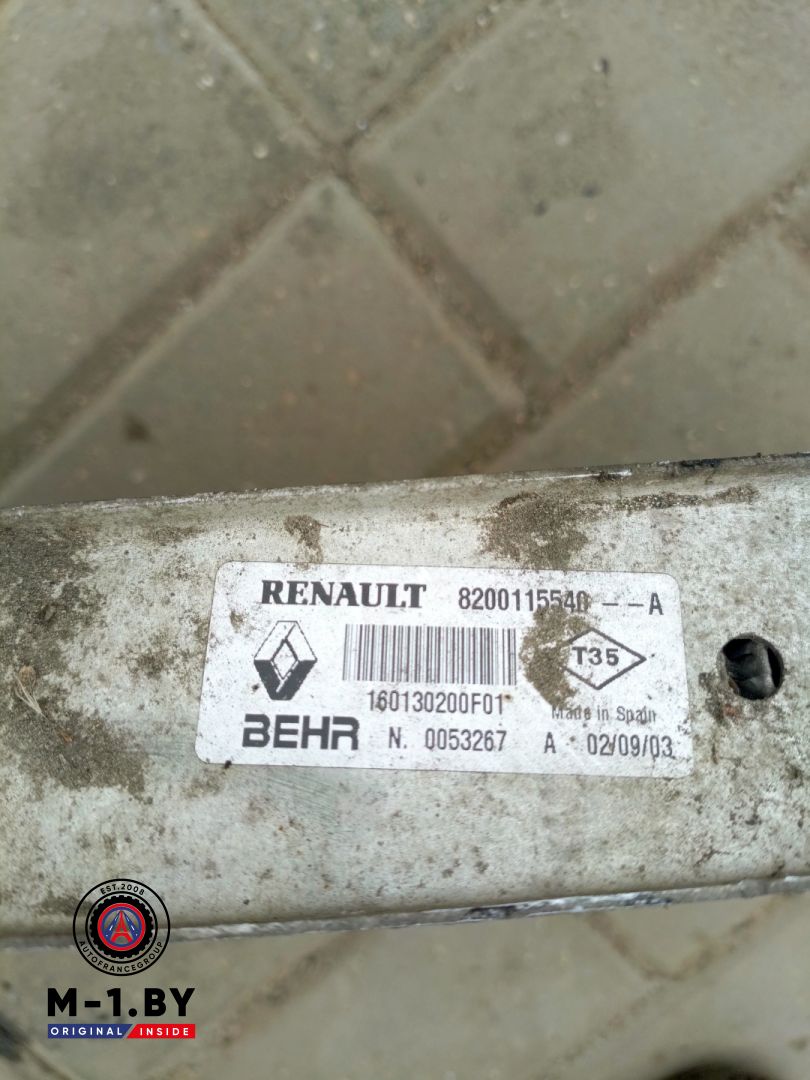 RENAULT 8200115540 --A
T35
160130200F01
Made in Spain
BEHR N. 0053267 A 02/09/03
EST.2008
AUTOFRANCEGROUP
M-1.BY
ORIGINAL INSIDE